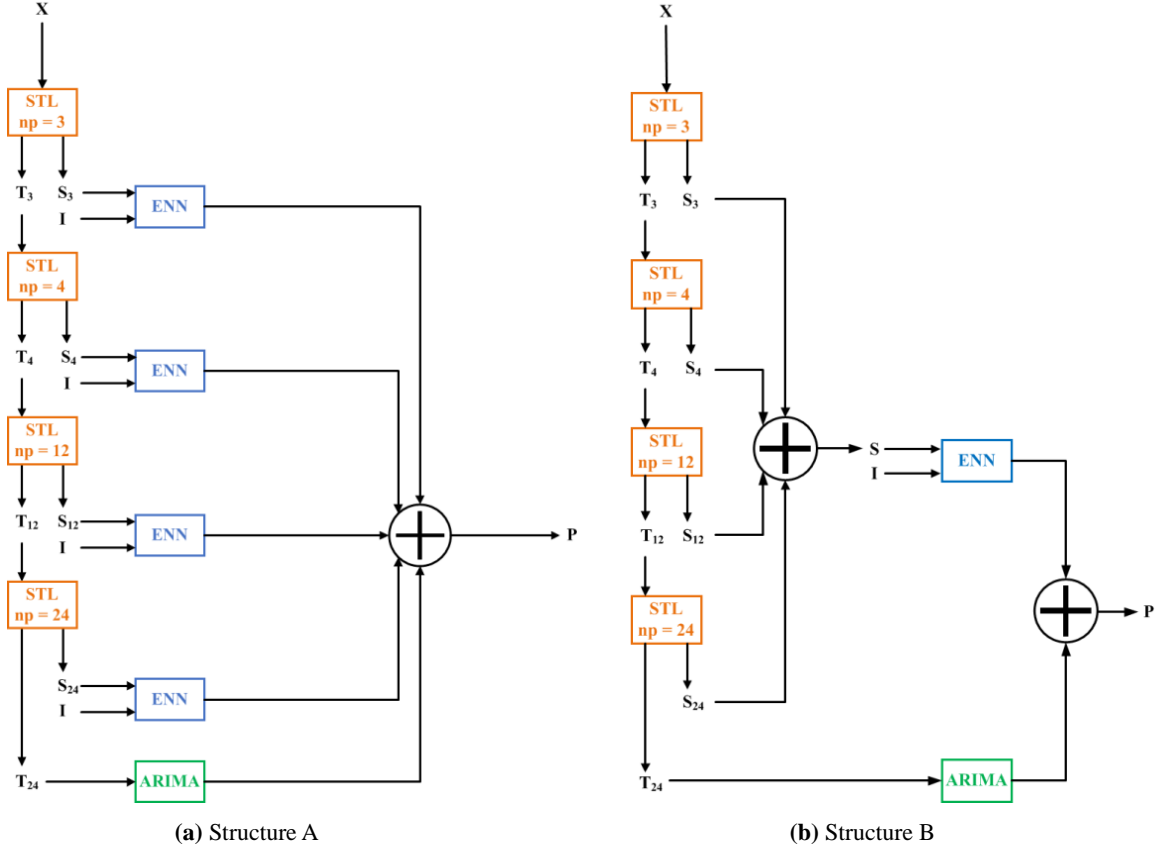 X
STL
np = 3
T3 S3
I
ENN
STL
np = 4
T4 S4
I
ENN
STL
np = 12
T12 S12
I
ENN
P
STL
np = 24
S24
I
ENN
T24
ARIMA
(a) Structure A
X
STL
np = 3
T3 S3
STL
np = 4
T4 S4
STL
np = 12
S
I
ENN
T12 S12
STL
np = 24
P
S24
T24
ARIMA
(b) Structure B